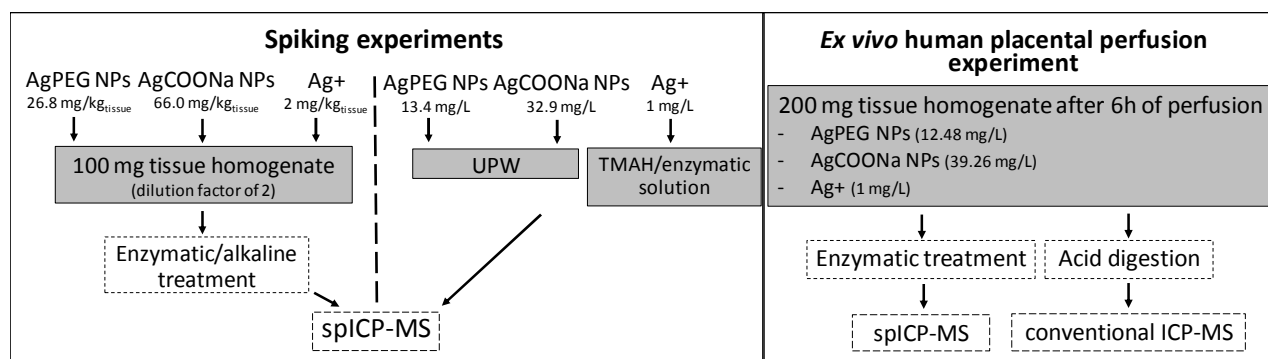 Spiking experiments
AgPEG NPs AgCOONa NPs Ag+
26.8 mg/kgtissue 66.0 mg/kgtissue 2 mg/kgtissue
100 mg tissue homogenate
(dilution factor of 2)
Enzymatic/alkaline
treatment
AgPEG NPs AgCOONa NPs Ag+
13.4 mg/L 32.9 mg/L 1 mg/L
UPW
TMAH/enzymatic
solution
spICP-MS
Ex vivo human placental perfusion
experiment
200 mg tissue homogenate after 6h of perfusion
- AgPEG NPs (12.48 mg/L)
- AgCOONa NPs (39.26 mg/L)
- Ag+ (1 mg/L)
Enzymatic treatment
Acid digestion
spICP-MS
conventional ICP-MS